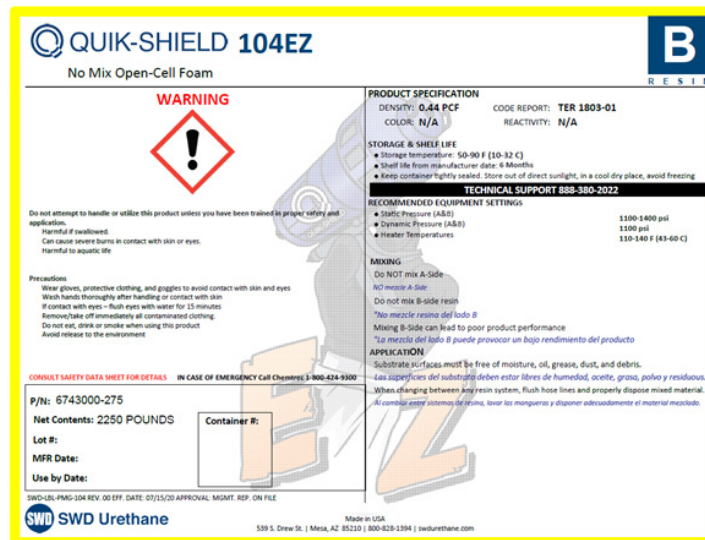 QUIK-SHIELD 104EZ
No Mix Open-Cell Foam
B
RESIN
WARNING
Do not attempt to handle or utilize this product unless you have been trained in proper safety and
application.
Harmful if swallowed.
Can cause severe burns in contact with skin or eyes.
Harmful to aquatic life
Precautions
Wear gloves, protective clothing, and goggles to avoid contact with skin and eyes
Wash hands thoroughly after handling or contact with skin
If contact with eyes – flush eyes with water for 15 minutes
Remove/take off immediately all contaminated clothing.
Do not eat, drink or smoke when using this product
Avoid release to the environment
CONSULT SAFETY DATA SHEET FOR DETAILS IN CASE OF EMERGENCY Call Chemtrec 1-800-424-9300
P/N: 6743000-275
Net Contents: 2250 POUNDS
Container #:
Lot #:
MFR Date:
Use by Date:
PRODUCT SPECIFICATION
DENSITY: 0.44 PCF CODE REPORT: TER 1803-01
COLOR: N/A REACTIVITY: N/A
STORAGE & SHELF LIFE
• Storage temperature: 50-90 F (10-32 C)
• Shelf life from manufacturer date: 6 Months
• Keep container tightly sealed. Store out of direct sunlight, in a cool dry place, avoid freezing
TECHNICAL SUPPORT 888-380-2022
RECOMMENDED EQUIPMENT SETTINGS
• Static Pressure (A&B) 1100-1400 psi
• Dynamic Pressure (A&B) 1100 psi
• Heater Temperatures 110-140 F (43-60 C)
MIXING
Do NOT mix A-Side
NO mezcle A-Side
Do not mix B-side resin
"No mezcle resina del lado B
Mixing B-Side can lead to poor product performance
"La mezcla del lado B puede provocar un bajo rendimiento del producto
APPLICATION
Substrate surfaces must be free of moisture, oil, grease, dust, and debris.
Las superficies del substrato deben estar libres de humedad, aceite, grasa, polvo y residuous.
When changing between any resin system, flush hose lines and properly dispose mixed material.
Al cambiar entre sistemas de resina, lavar las mangueras y disponer adecuadamente el material mezclado.
EZ
SWD-LBL-PMG-104 REV. 00 EFF. DATE: 07/15/20 APPROVAL: MGMT. REP. ON FILE
SWD SWD Urethane
Made in USA
539 S. Drew St. | Mesa, AZ 85210 | 800-828-1394 | swdurethane.com